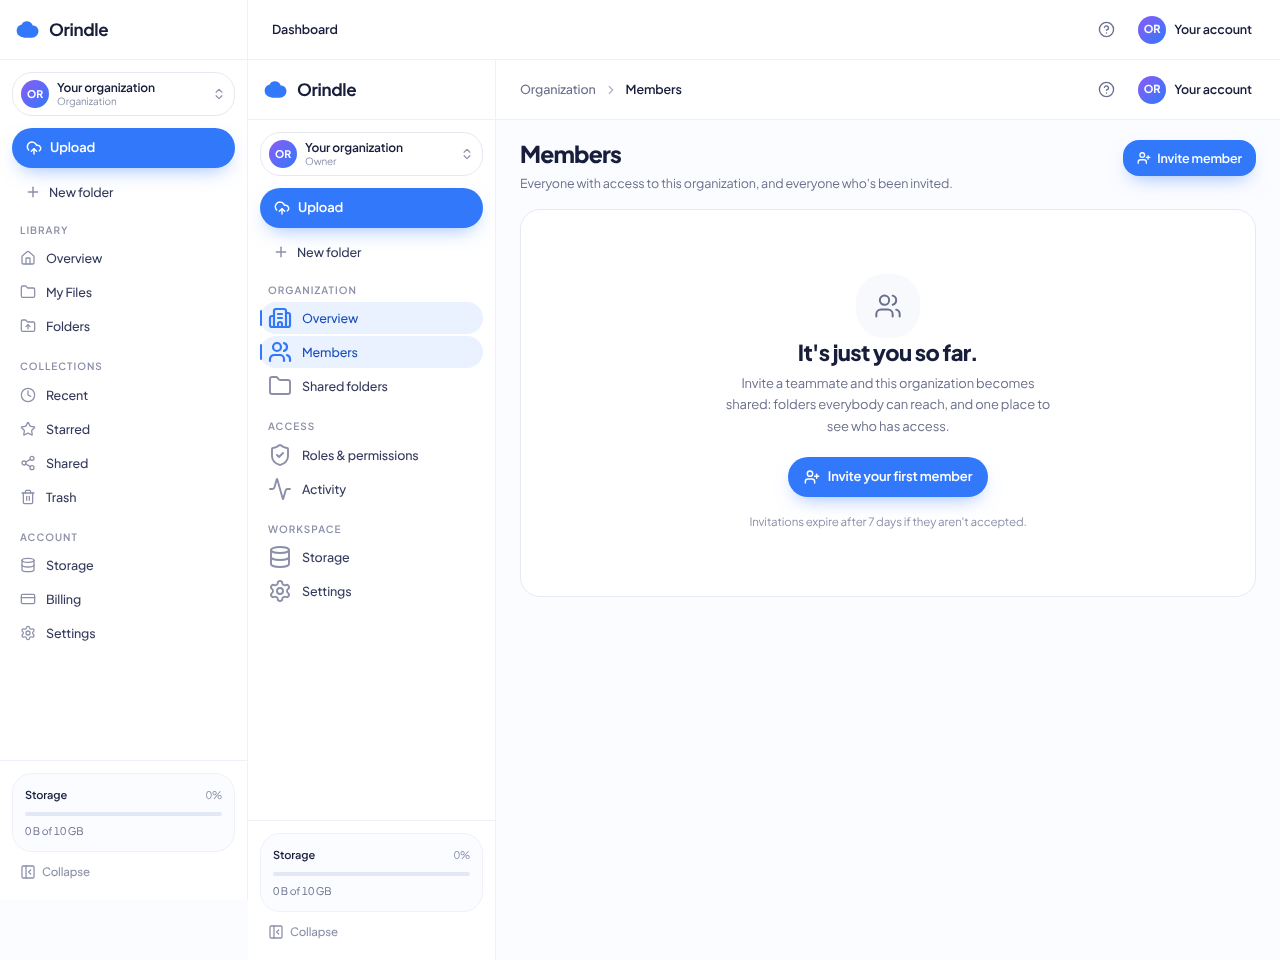 Orindle
Dashboard
OR
Your account
OR
Your organization
Organization
Upload
New folder
LIBRARY
Overview
My Files
Folders
COLLECTIONS
Recent
Starred
Shared
Trash
ACCOUNT
Storage
Billing
Settings
Storage
0%
0 B of 10 GB
Collapse
Orindle
OR
Your organization
Owner
Upload
New folder
ORGANIZATION
Overview
Members
Shared folders
ACCESS
Roles & permissions
Activity
WORKSPACE
Storage
Settings
Storage
0%
0 B of 10 GB
Collapse
Organization
Members
OR
Your account
Members
Everyone with access to this organization, and everyone who's been invited.
Invite member
It's just you so far.
Invite a teammate and this organization becomes
shared: folders everybody can reach, and one place to
see who has access.
Invite your first member
Invitations expire after 7 days if they aren't accepted.